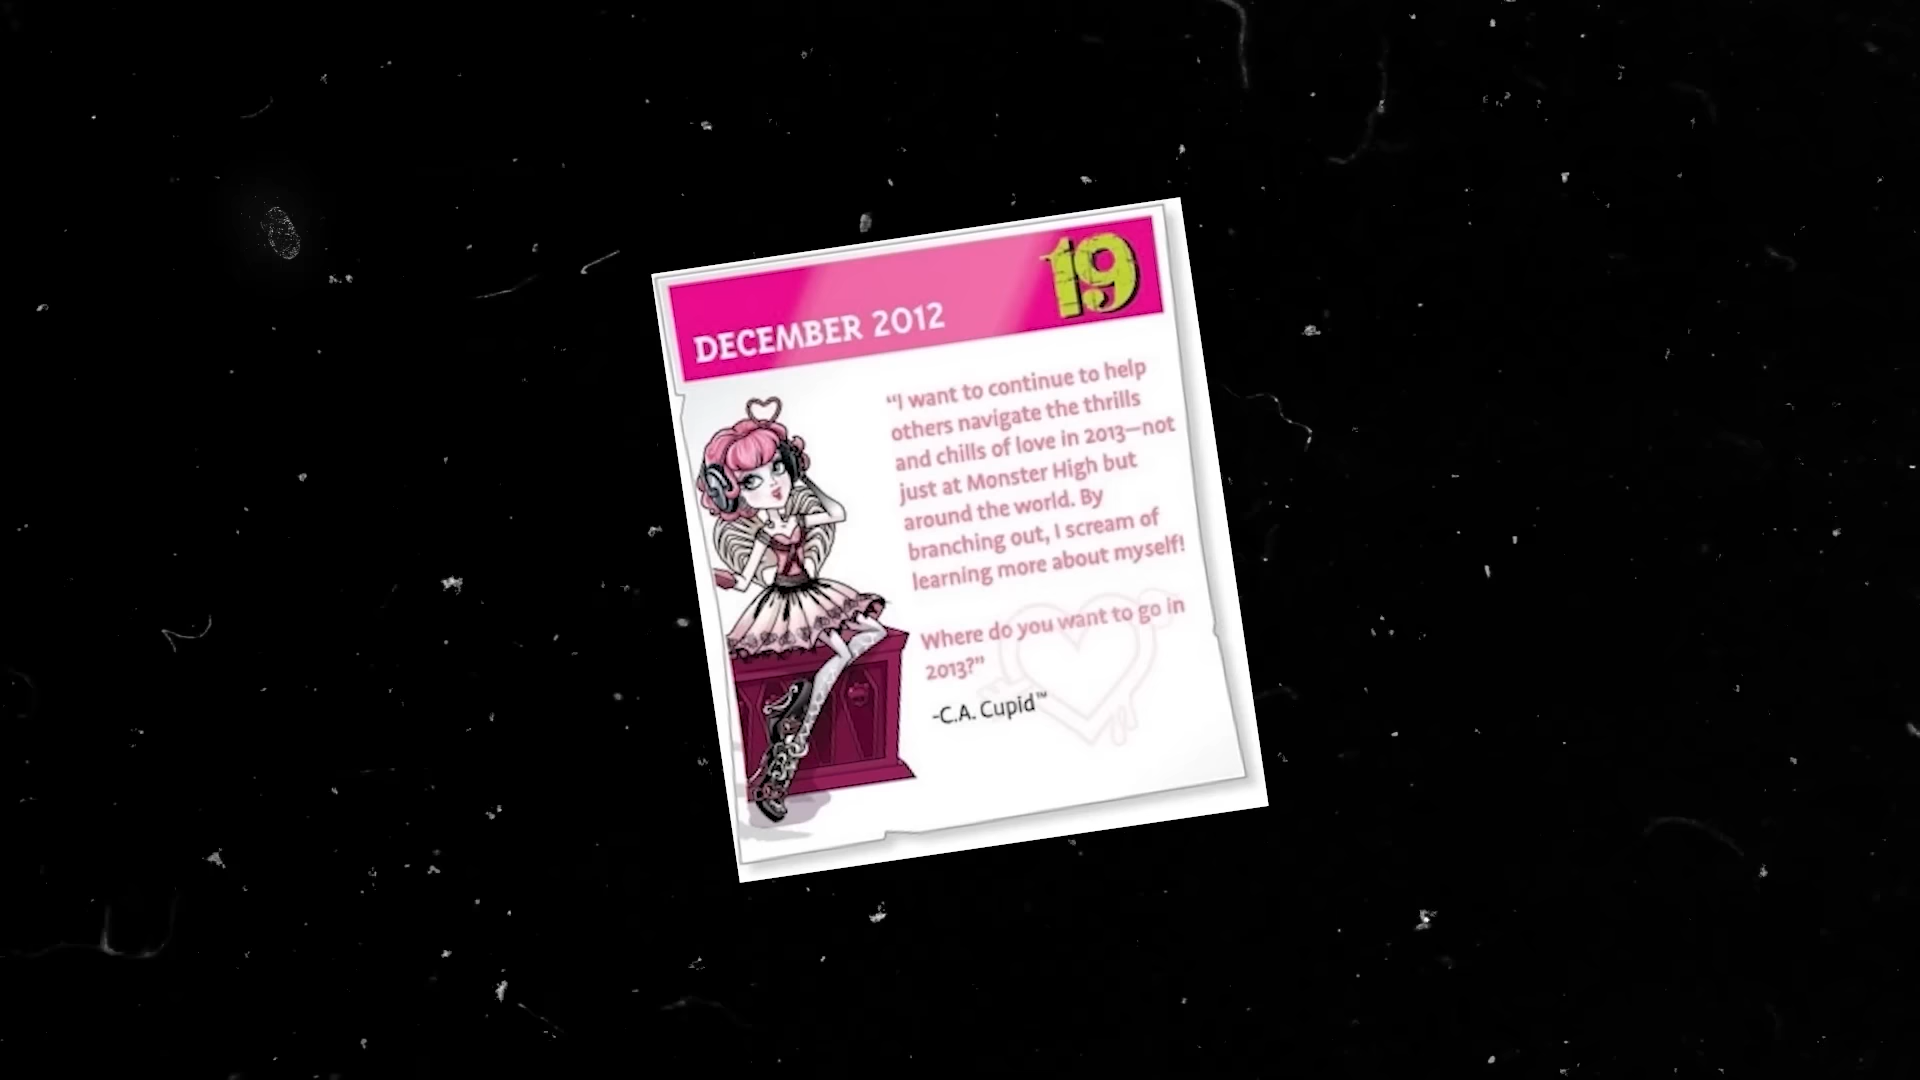 DECEMBER 2012
19
“I want to continue to help
others navigate the thrills
and chills of love in 2013—not
just at Monster High but
around the world. By
branching out, I scream of
learning more about myself!
Where do you want to go in
2013?”
-C.A. Cupid™